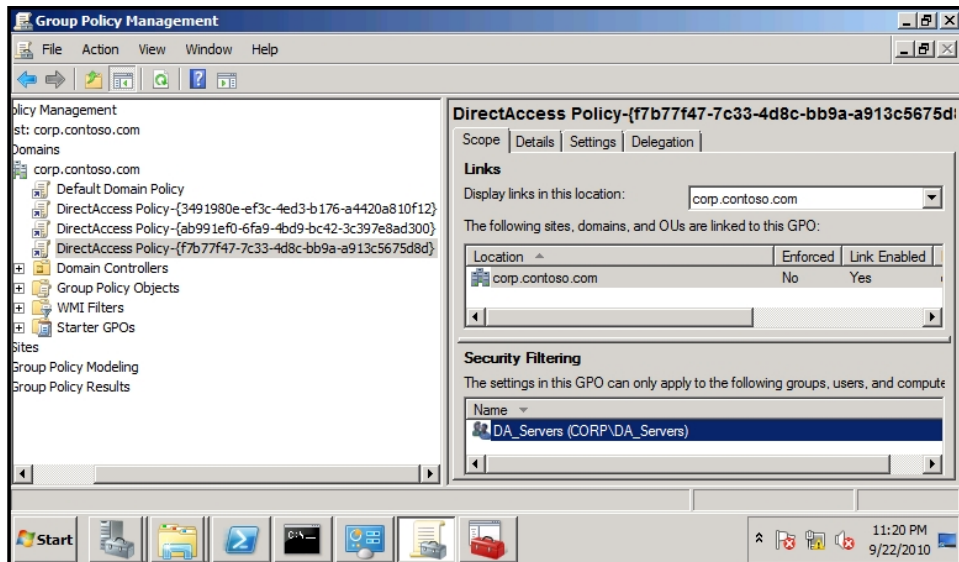 Group Policy Management
File Action View Window Help
olicy Management
st: corp.contoso.com
Domains
corp.contoso.com
Default Domain Policy
DirectAccess Policy-{3491980e-ef3c-4ed3-b176-a4420a810f12}
DirectAccess Policy-{ab991ef0-6fa9-4bd9-bc42-3c397e8ad300}
DirectAccess Policy-{f7b77f47-7c33-4d8c-bb9a-a913c5675d8d}
Domain Controllers
Group Policy Objects
WMI Filters
Starter GPOs
Sites
Group Policy Modeling
Group Policy Results
DirectAccess Policy-{f7b77f47-7c33-4d8c-bb9a-a913c5675d
Scope Details Settings Delegation
Links
Display links in this location: corp.contoso.com
The following sites, domains, and OUs are linked to this GPO:
Location Enforced Link Enabled
corp.contoso.com No Yes
Security Filtering
The settings in this GPO can only apply to the following groups, users, and compute
Name
DA_Servers (CORP\DA_Servers)
Start
C:\_
11:20 PM
9/22/2010